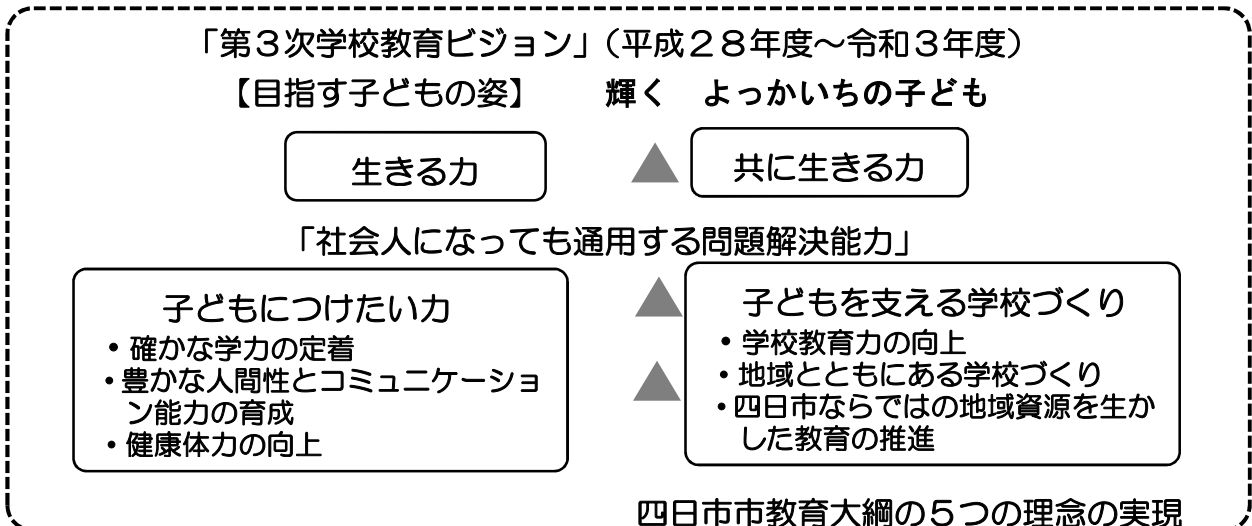 「第３次学校教育ビジョン」（平成２８年度～令和３年度）
【目指す子どもの姿】　　輝く　よっかいちの子ども
生きる力
共に生きる力
「社会人になっても通用する問題解決能力」
子どもにつけたい力
・確かな学力の定着
・豊かな人間性とコミュニケーショ
ン能力の育成
・健康体力の向上
子どもを支える学校づくり
・学校教育力の向上
・地域とともにある学校づくり
・四日市ならではの地域資源を生か
した教育の推進
四日市市教育大綱の５つの理念の実現